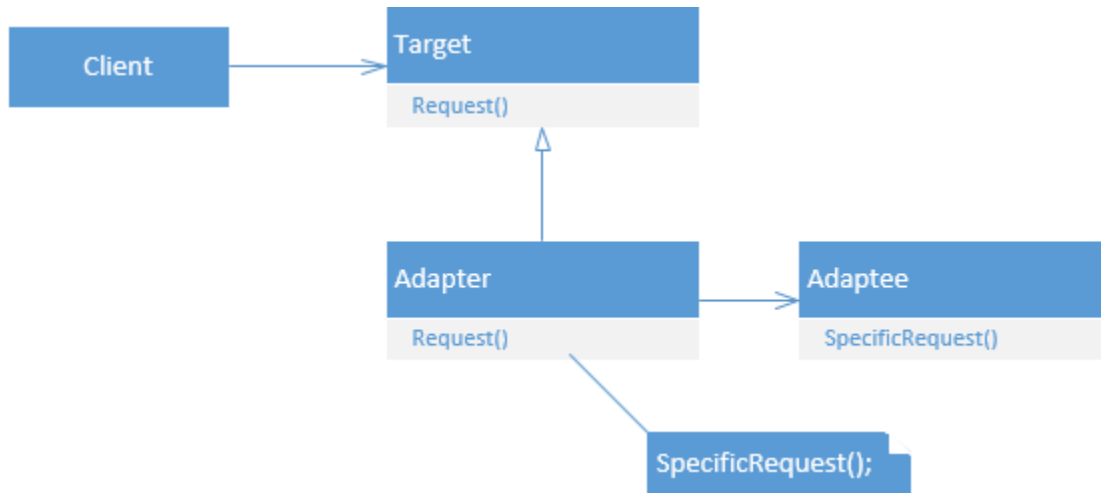 Client
Target
Request()
Adapter
Request()
Adaptee
SpecificRequest()
SpecificRequest();